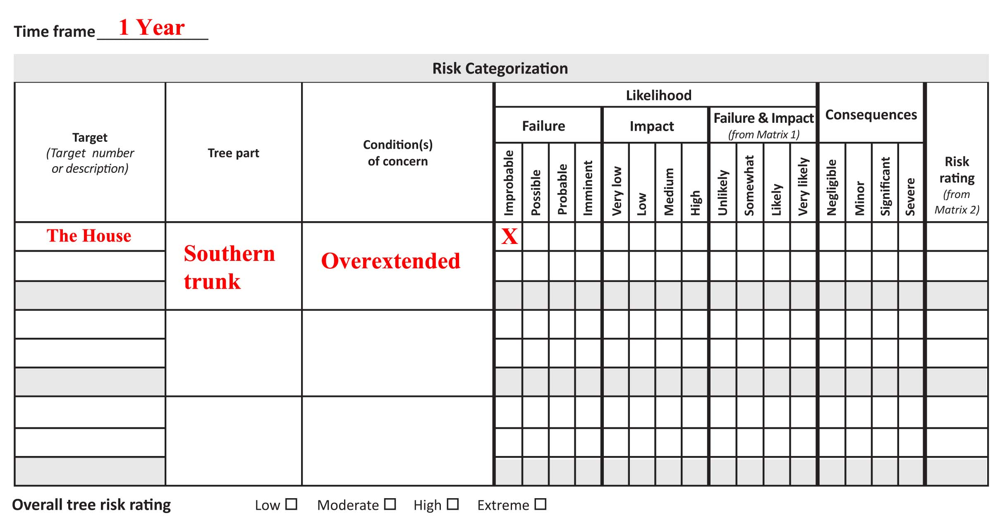 Time frame 1 Year
Risk Categorization
Likelihood
Failure
Impact
Failure & Impact
(from Matrix 1)
Consequences
Target
(Target number
or description)
Tree part
Condition(s)
of concern
Improbable
Possible
Probable
Imminent
Very low
Low
Medium
High
Unlikely
Somewhat
Likely
Very likely
Negligible
Minor
Significant
Severe
Risk
rating
(from
Matrix 2)
The House
Southern
trunk
Overextended
X
Overall tree risk rating Low Moderate High Extreme